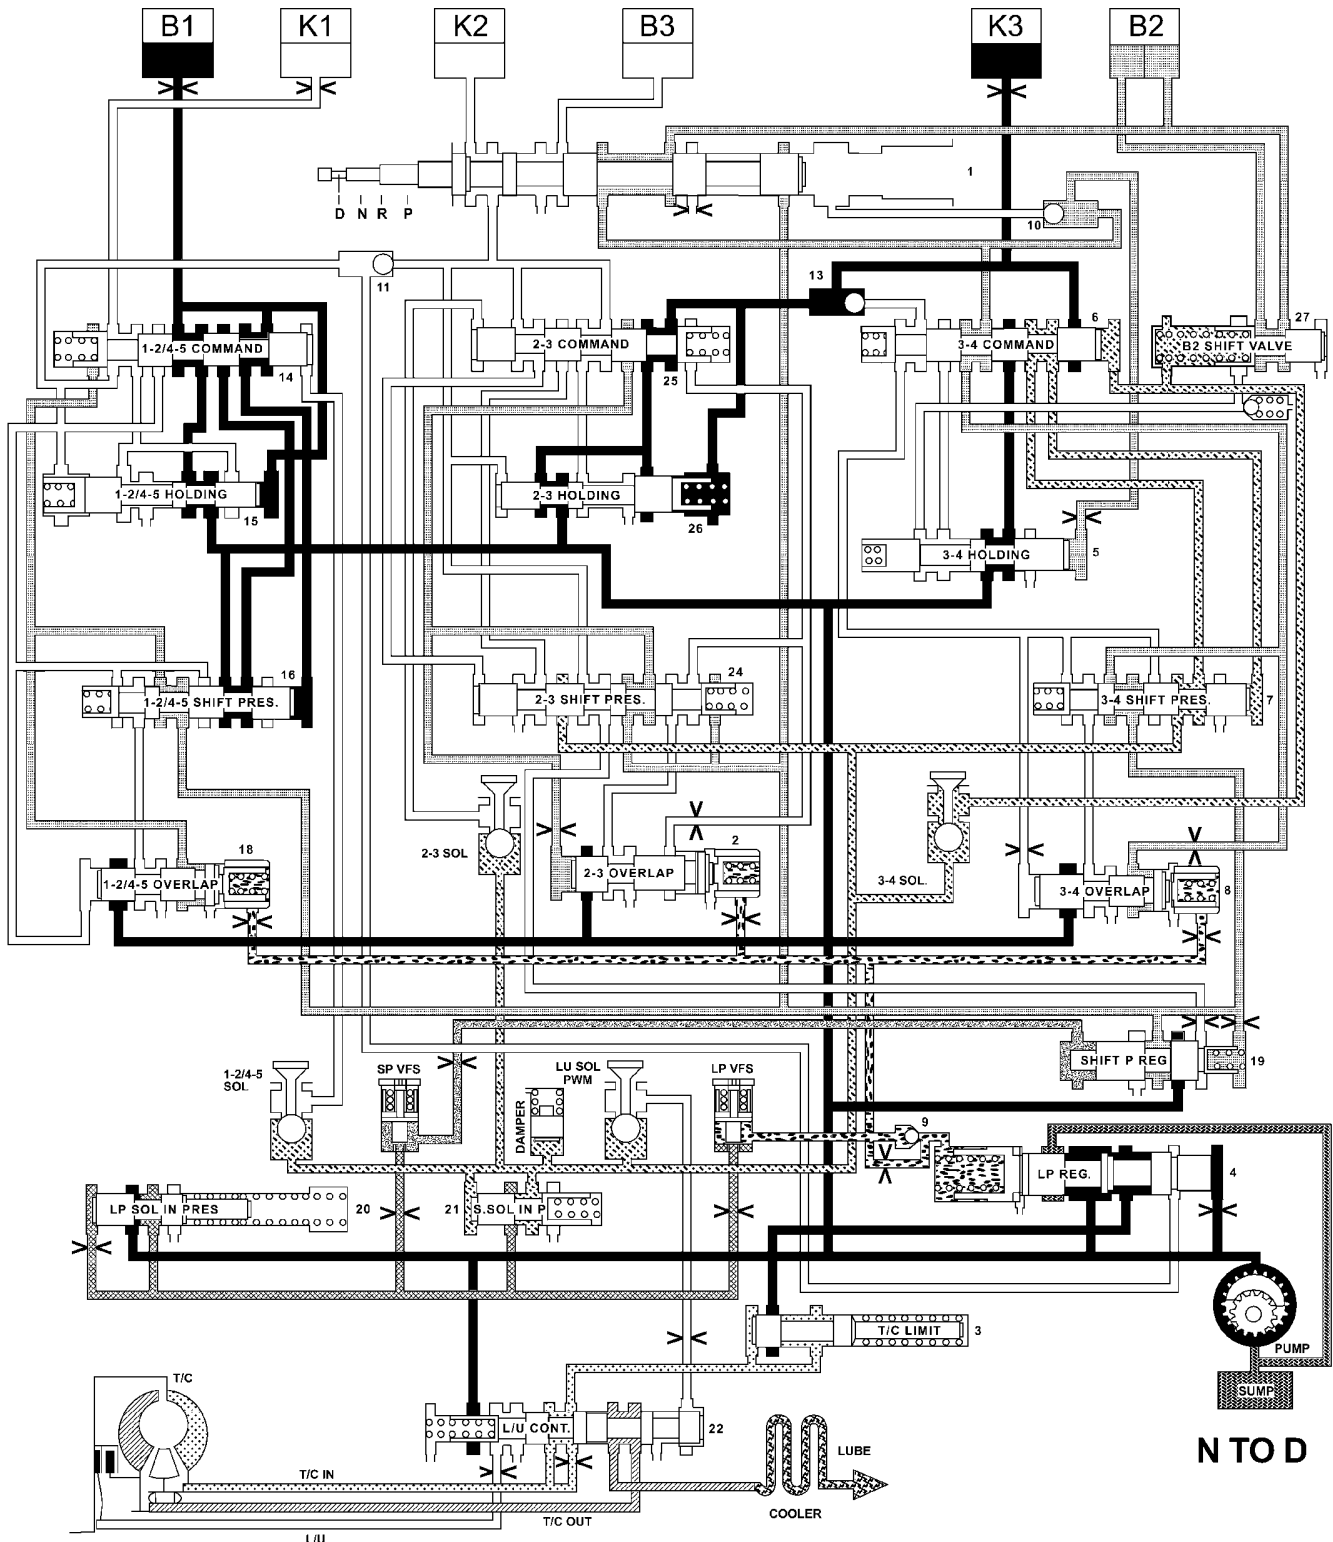 B1 K1 K2 B3 K3 B2
1
D N R P
10
11
13
6
27
1-2/4-5 COMMAND
2-3 COMMAND
3-4 COMMAND
B2 SHIFT VALVE
14
25
1-2/4-5 HOLDING
2-3 HOLDING
15
26
3-4 HOLDING
5
16
24
1-2/4-5 SHIFT PRES.
2-3 SHIFT PRES.
3-4 SHIFT PRES.
7
18
2-3 SOL
2
3-4 SOL.
1-2/4-5 OVERLAP
2-3 OVERLAP
3-4 OVERLAP
8
SHIFT P REG
19
1-2/4-5
SOL
SP VFS
LU SOL
PWM
LP VFS
DAMPER
9
LP REG.
4
LP SOL IN PRES
20
21
S.SOL IN P
T/C LIMIT
3
PUMP
SUMP
T/C
L/U CONT.
22
LUBE
N TO D
T/C IN
COOLER
T/C OUT
L/U